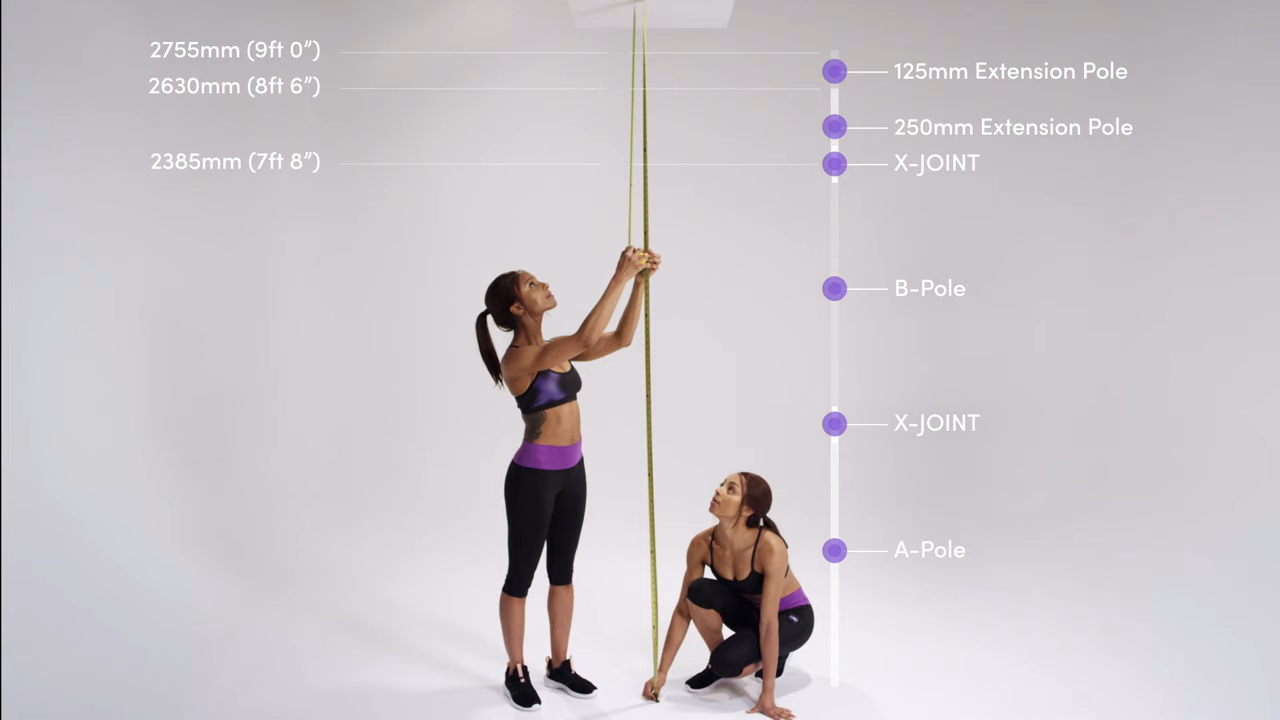 2755mm (9ft 0”)
2630mm (8ft 6”)
2385mm (7ft 8”)
125mm Extension Pole
250mm Extension Pole
X-JOINT
B-Pole
X-JOINT
A-Pole